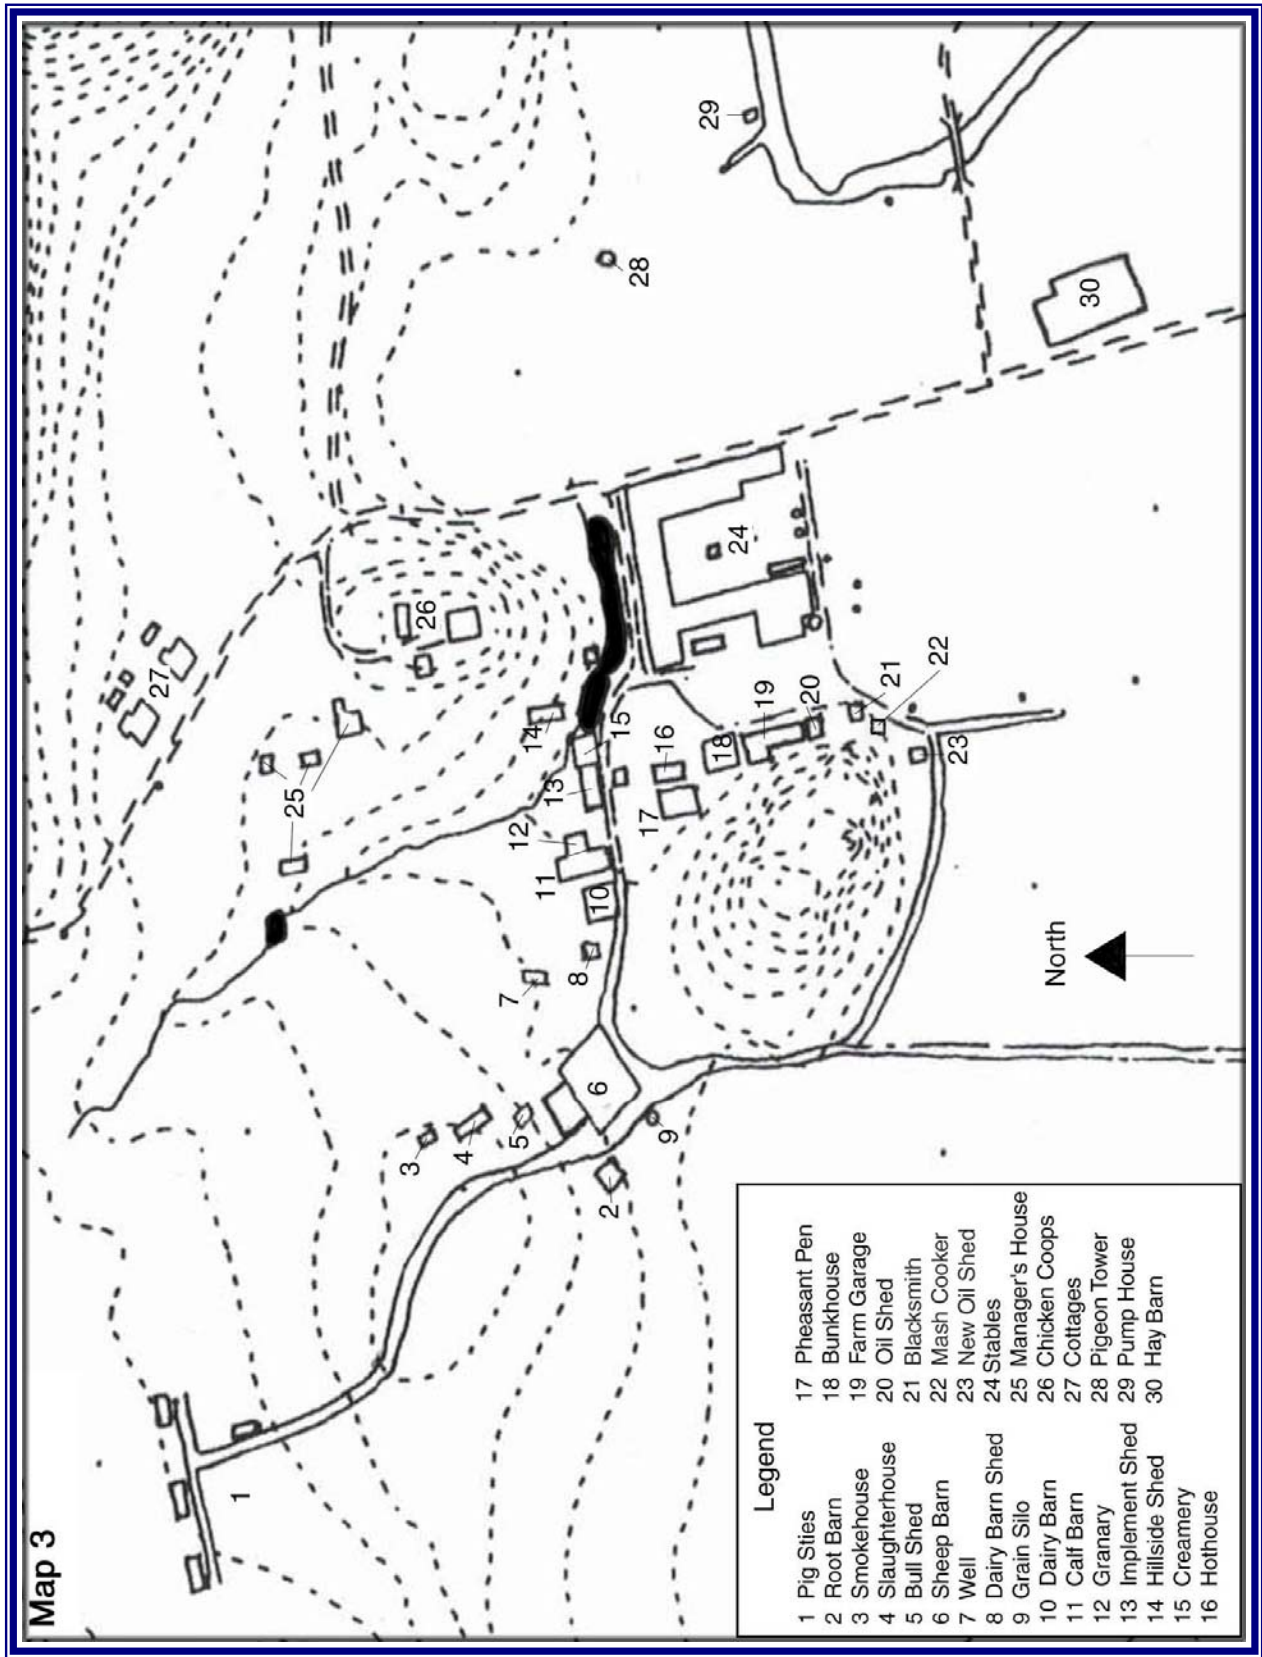 Map 3
1
2
3
4
5
6
7
8
9
10
11
12
13
14
15
16
17
18
19
20
21
22
23
24
25
26
27
28
29
30
North
Legend
1 Pig Sties
2 Root Barn
3 Smokehouse
4 Slaughterhouse
5 Bull Shed
6 Sheep Barn
7 Well
8 Dairy Barn Shed
9 Grain Silo
10 Dairy Barn
11 Calf Barn
12 Granary
13 Implement Shed
14 Hillside Shed
15 Creamery
16 Hothouse
17 Pheasant Pen
18 Bunkhouse
19 Farm Garage
20 Oil Shed
21 Blacksmith
22 Mash Cooker
23 New Oil Shed
24 Stables
25 Manager's House
26 Chicken Coops
27 Cottages
28 Pigeon Tower
29 Pump House
30 Hay Barn